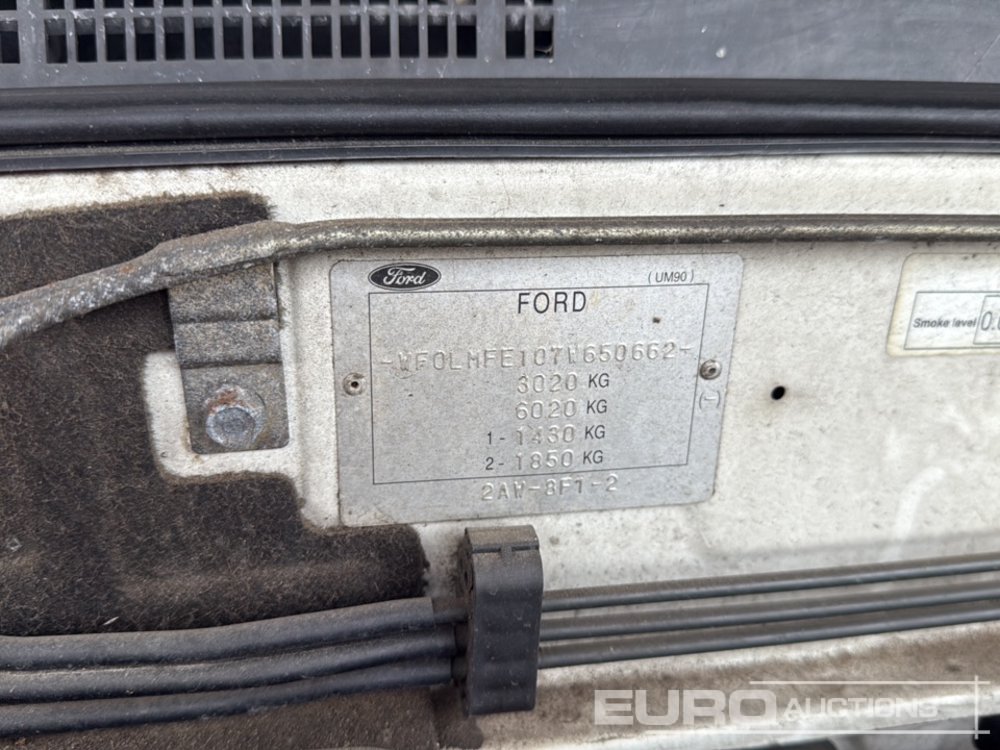 Ford
(UM90)
FORD
-WF0LMFE107W650662-
3020 KG
6020 KG
1- 1430 KG
2- 1850 KG
(-)
2AW-8F1-2
Smoke level 0.
EURO AUCTIONS